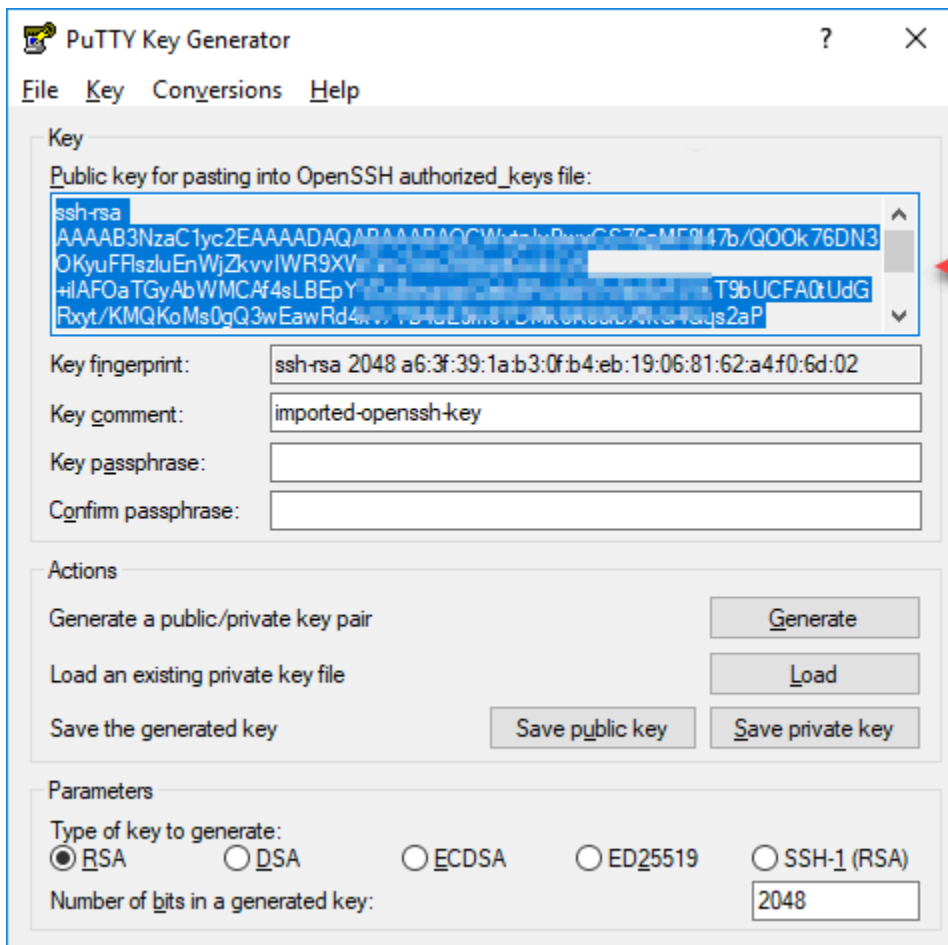 PuTTY Key Generator ? ×
File Key Conversions Help
Key
Public key for pasting into OpenSSH authorized_keys file:
ssh-rsa
Key fingerprint: ssh-rsa 2048 a6:3f:39:1a:b3:0f:b4:eb:19:06:81:62:a4:f0:6d:02
Key comment: imported-openssh-key
Key passphrase:
Confirm passphrase:
Actions
Generate a public/private key pair Generate
Load an existing private key file Load
Save the generated key Save public key Save private key
Parameters
Type of key to generate:
RSA DSA ECDSA ED25519 SSH-1 (RSA)
Number of bits in a generated key: 2048